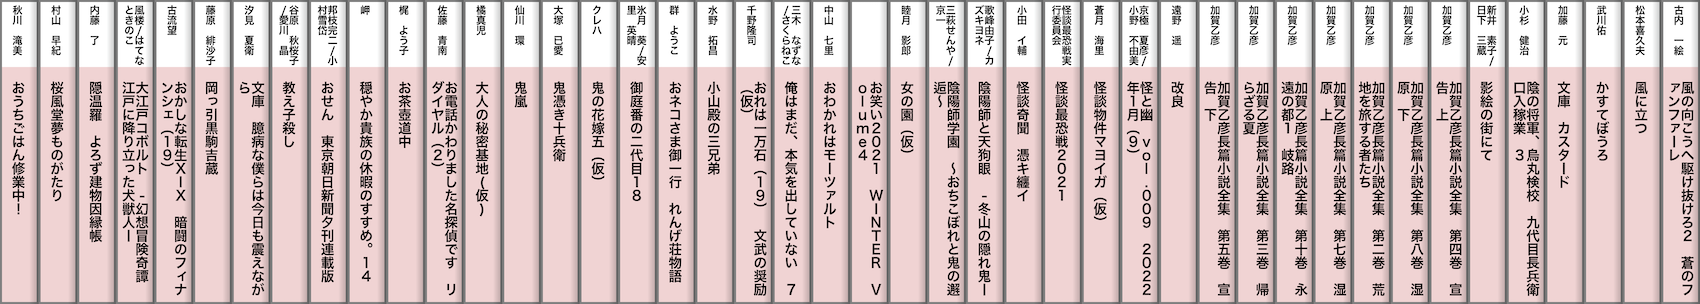 秋川　滝美
おうちごはん修業中！
村山　早紀
桜風堂夢ものがたり
内藤　了
隠温羅　よろず建物因縁帳
風楼/はてな
ときのこ
大江戸コボルト　-幻想冒険奇譚
江戸に降り立った犬獣人ー
古流望
おかしな転生ＸＩＸ　暗闘のフィナ
ンシェ（１９）
藤原　緋沙子
岡っ引黒駒吉蔵
汐見　夏衛
文庫　臆病な僕らは今日も震えなが
ら
谷原　秋桜子
/愛川　晶
教え子殺し
邦枝完二/小
村雪岱
おせん　東京朝日新聞夕刊連載版
岬
穏やか貴族の休暇のすすめ。１４
梶　よう子
お茶壺道中
佐藤　青南
お電話かわりました名探偵です　リ
ダイヤル（２）
橘真児
大人の秘密基地（仮）
仙川　環
鬼嵐
大塚　已愛
鬼憑き十兵衛
クレハ
鬼の花嫁五（仮）
氷月　葵/安
里　英晴
御庭番の二代目１８
群　ようこ
おネコさま御一行　れんげ荘物語
水野　拓昌
小山殿の三兄弟
千野隆司
おれは一万石（１９）　文武の奨励
（仮）
三木　なずな
/さくらねこ
俺はまだ、本気を出していない　７
中山　七里
おわかれはモーツァルト
お笑い２０２１　ＷＩＮＴＥＲ　Ｖ
ｏｌｕｍｅ４
睦月　影郎
女の園（仮）
三萩せんや/
京一
陰陽師学園　～おちこぼれと鬼の邂
逅～
歌峰由子/カ
ズキヨネ
陰陽師と天狗眼　-冬山の隠れ鬼ー
小田　イ輔
怪談奇聞　憑キ纏イ
怪談最恐戦実
行委員会
怪談最恐戦２０２１
蒼月　海里
怪談物件マヨイガ（仮）
京極　夏彦/
小野　不由美
怪と幽　ｖｏｌ．００９　２０２２
年１月（９）
遠野　遥
改良
加賀乙彦
加賀乙彦長篇小説全集　第五巻　宣
告　下
加賀乙彦
加賀乙彦長篇小説全集　第三巻　帰
らざる夏
加賀乙彦
加賀乙彦長篇小説全集　第十巻　永
遠の都１　岐路
加賀乙彦
加賀乙彦長篇小説全集　第七巻　湿
原　上
加賀乙彦
加賀乙彦長篇小説全集　第二巻　荒
地を旅する者たち
加賀乙彦
加賀乙彦長篇小説全集　第八巻　湿
原　下
加賀乙彦
加賀乙彦長篇小説全集　第四巻　宣
告　上
新井　素子/
日下　三蔵
影絵の街にて
小杉　健治
陰の将軍、烏丸検校　九代目長兵衛
口入稼業　３
加藤　元
文庫　カスタード
武川佑
かすてぼうろ
松本喜久夫
風に立つ
古内　一絵
風の向こうへ駆け抜けろ２　蒼のフ
ァンファーレ